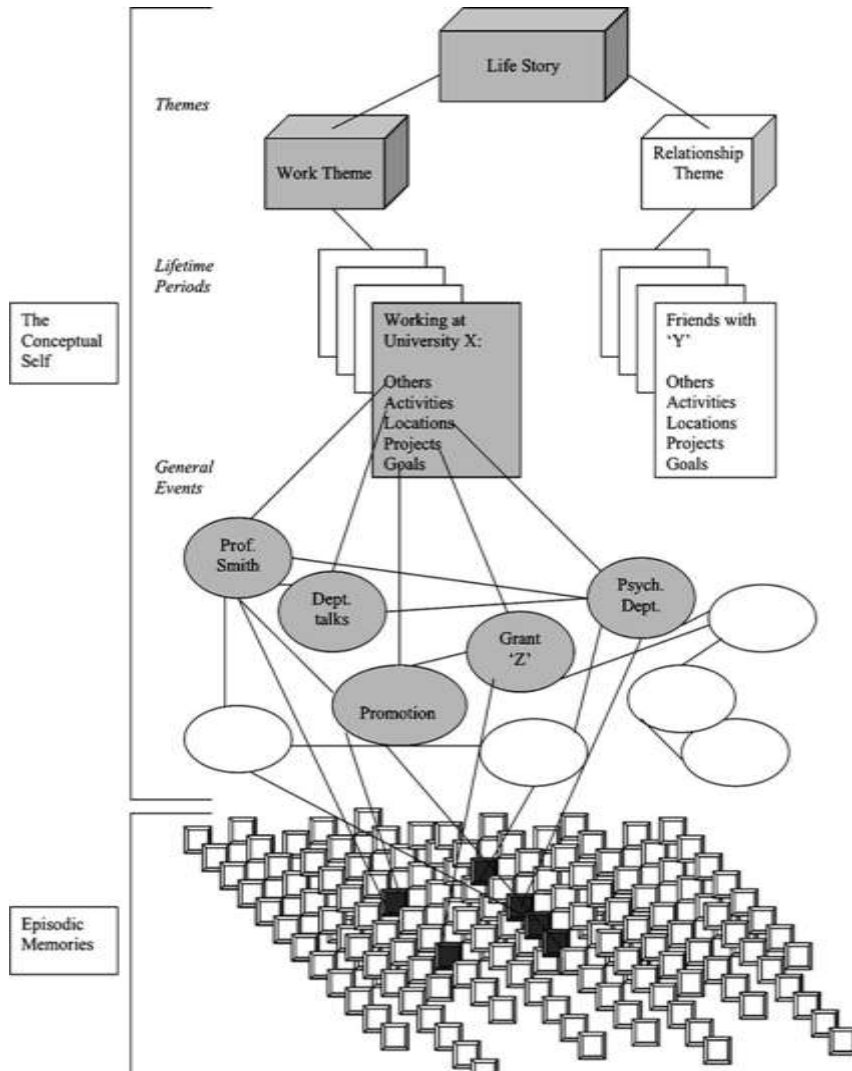 Life Story
Themes
Work Theme
Relationship
Theme
Lifetime
Periods
The
Conceptual
Self
Working at
University X:
Others
Activities
Locations
Projects
Goals
Friends with
‘Y’
Others
Activities
Locations
Projects
Goals
General
Events
Prof.
Smith
Dept.
talks
Psych.
Dept.
Grant
‘Z’
Promotion
Episodic
Memories